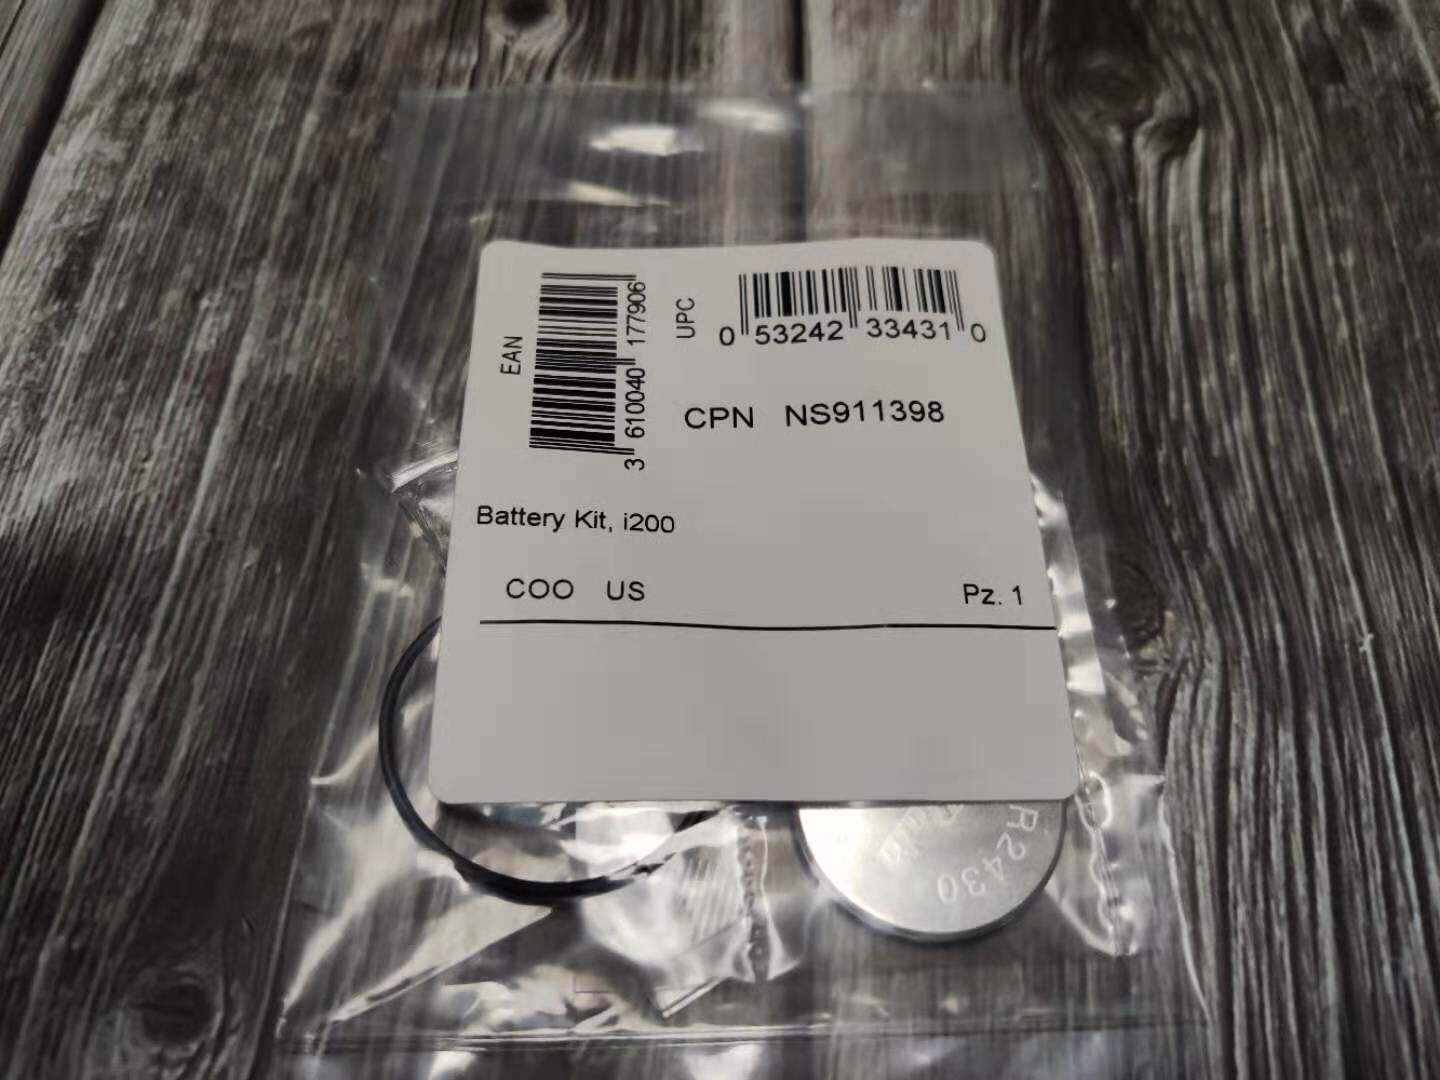 EAN
3 610040 177906
UPC
0 53242 33431 0
CPN NS911398
Battery Kit, i200
COO US
Pz. 1
R2430